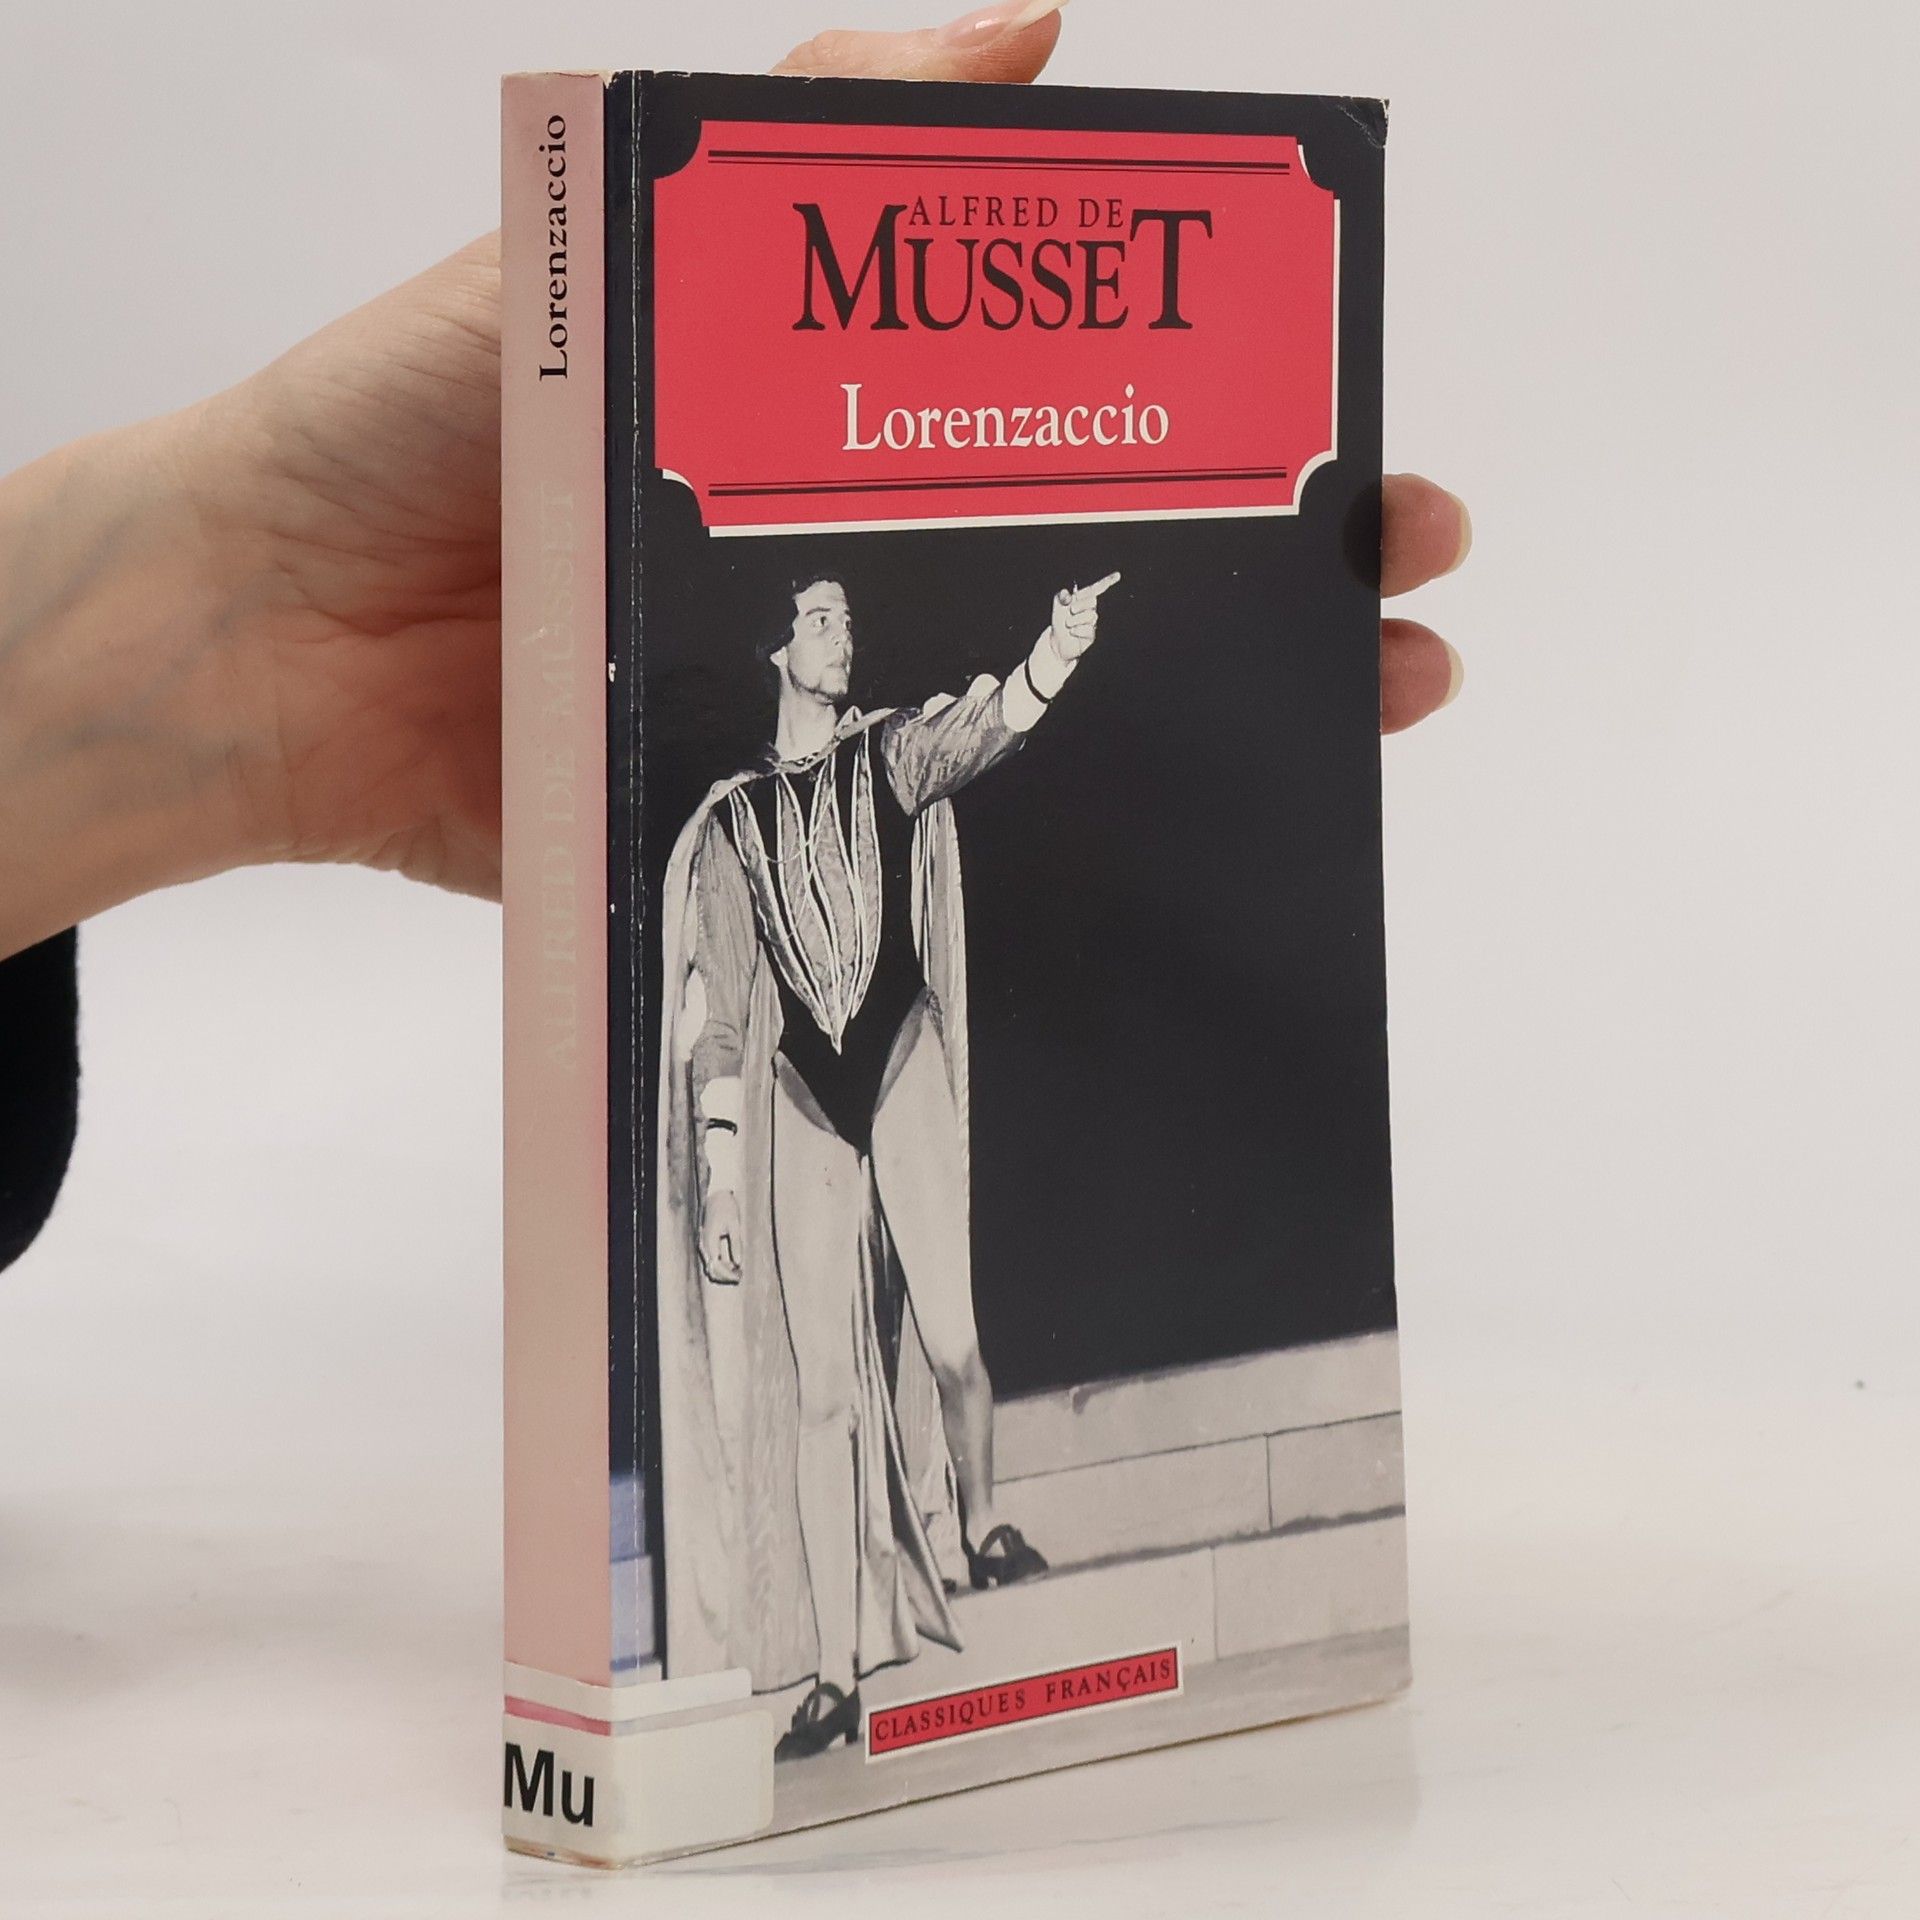 Lorenzaccio
ALFRED DE MUSSET
Mu
ALFRED DE
MUSSET
Lorenzaccio
CLASSIQUES FRANÇAIS